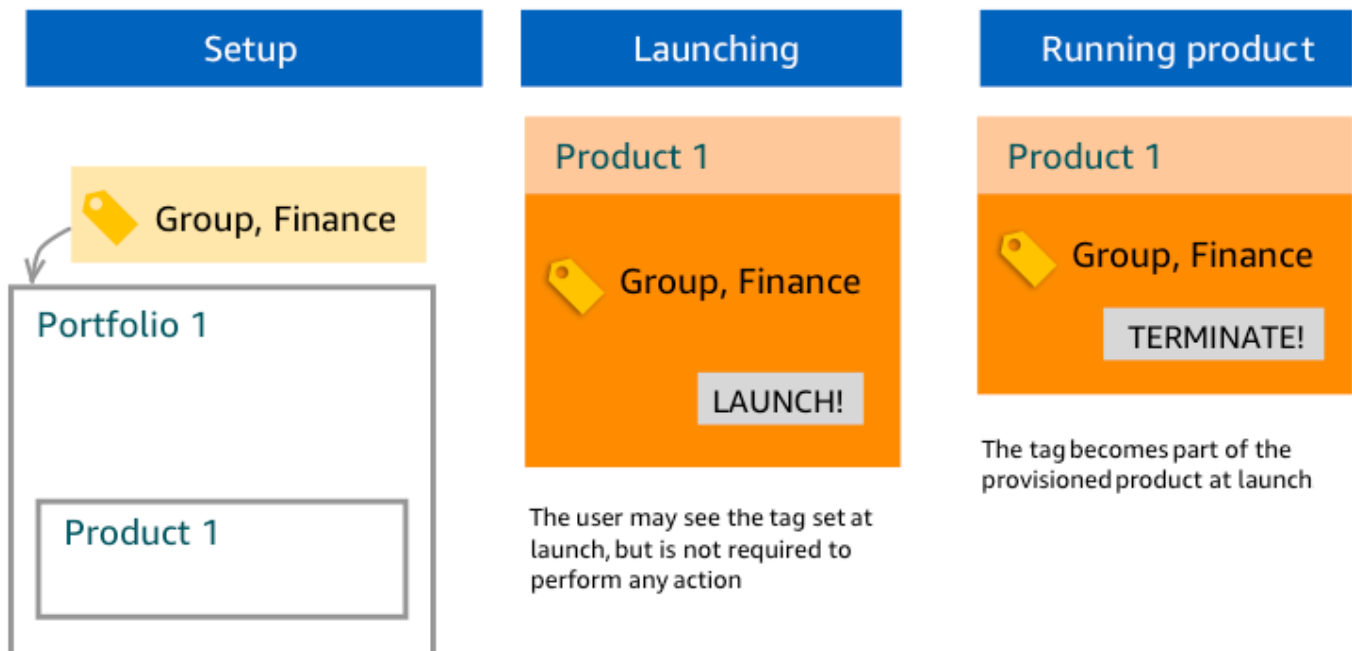 Setup
Launching
Running product
Group, Finance
Portfolio 1
Product 1
Product 1
Group, Finance
LAUNCH!
The user may see the tag set at
launch, but is not required to
perform any action
Product 1
Group, Finance
TERMINATE!
The tag becomes part of the
provisioned product at launch